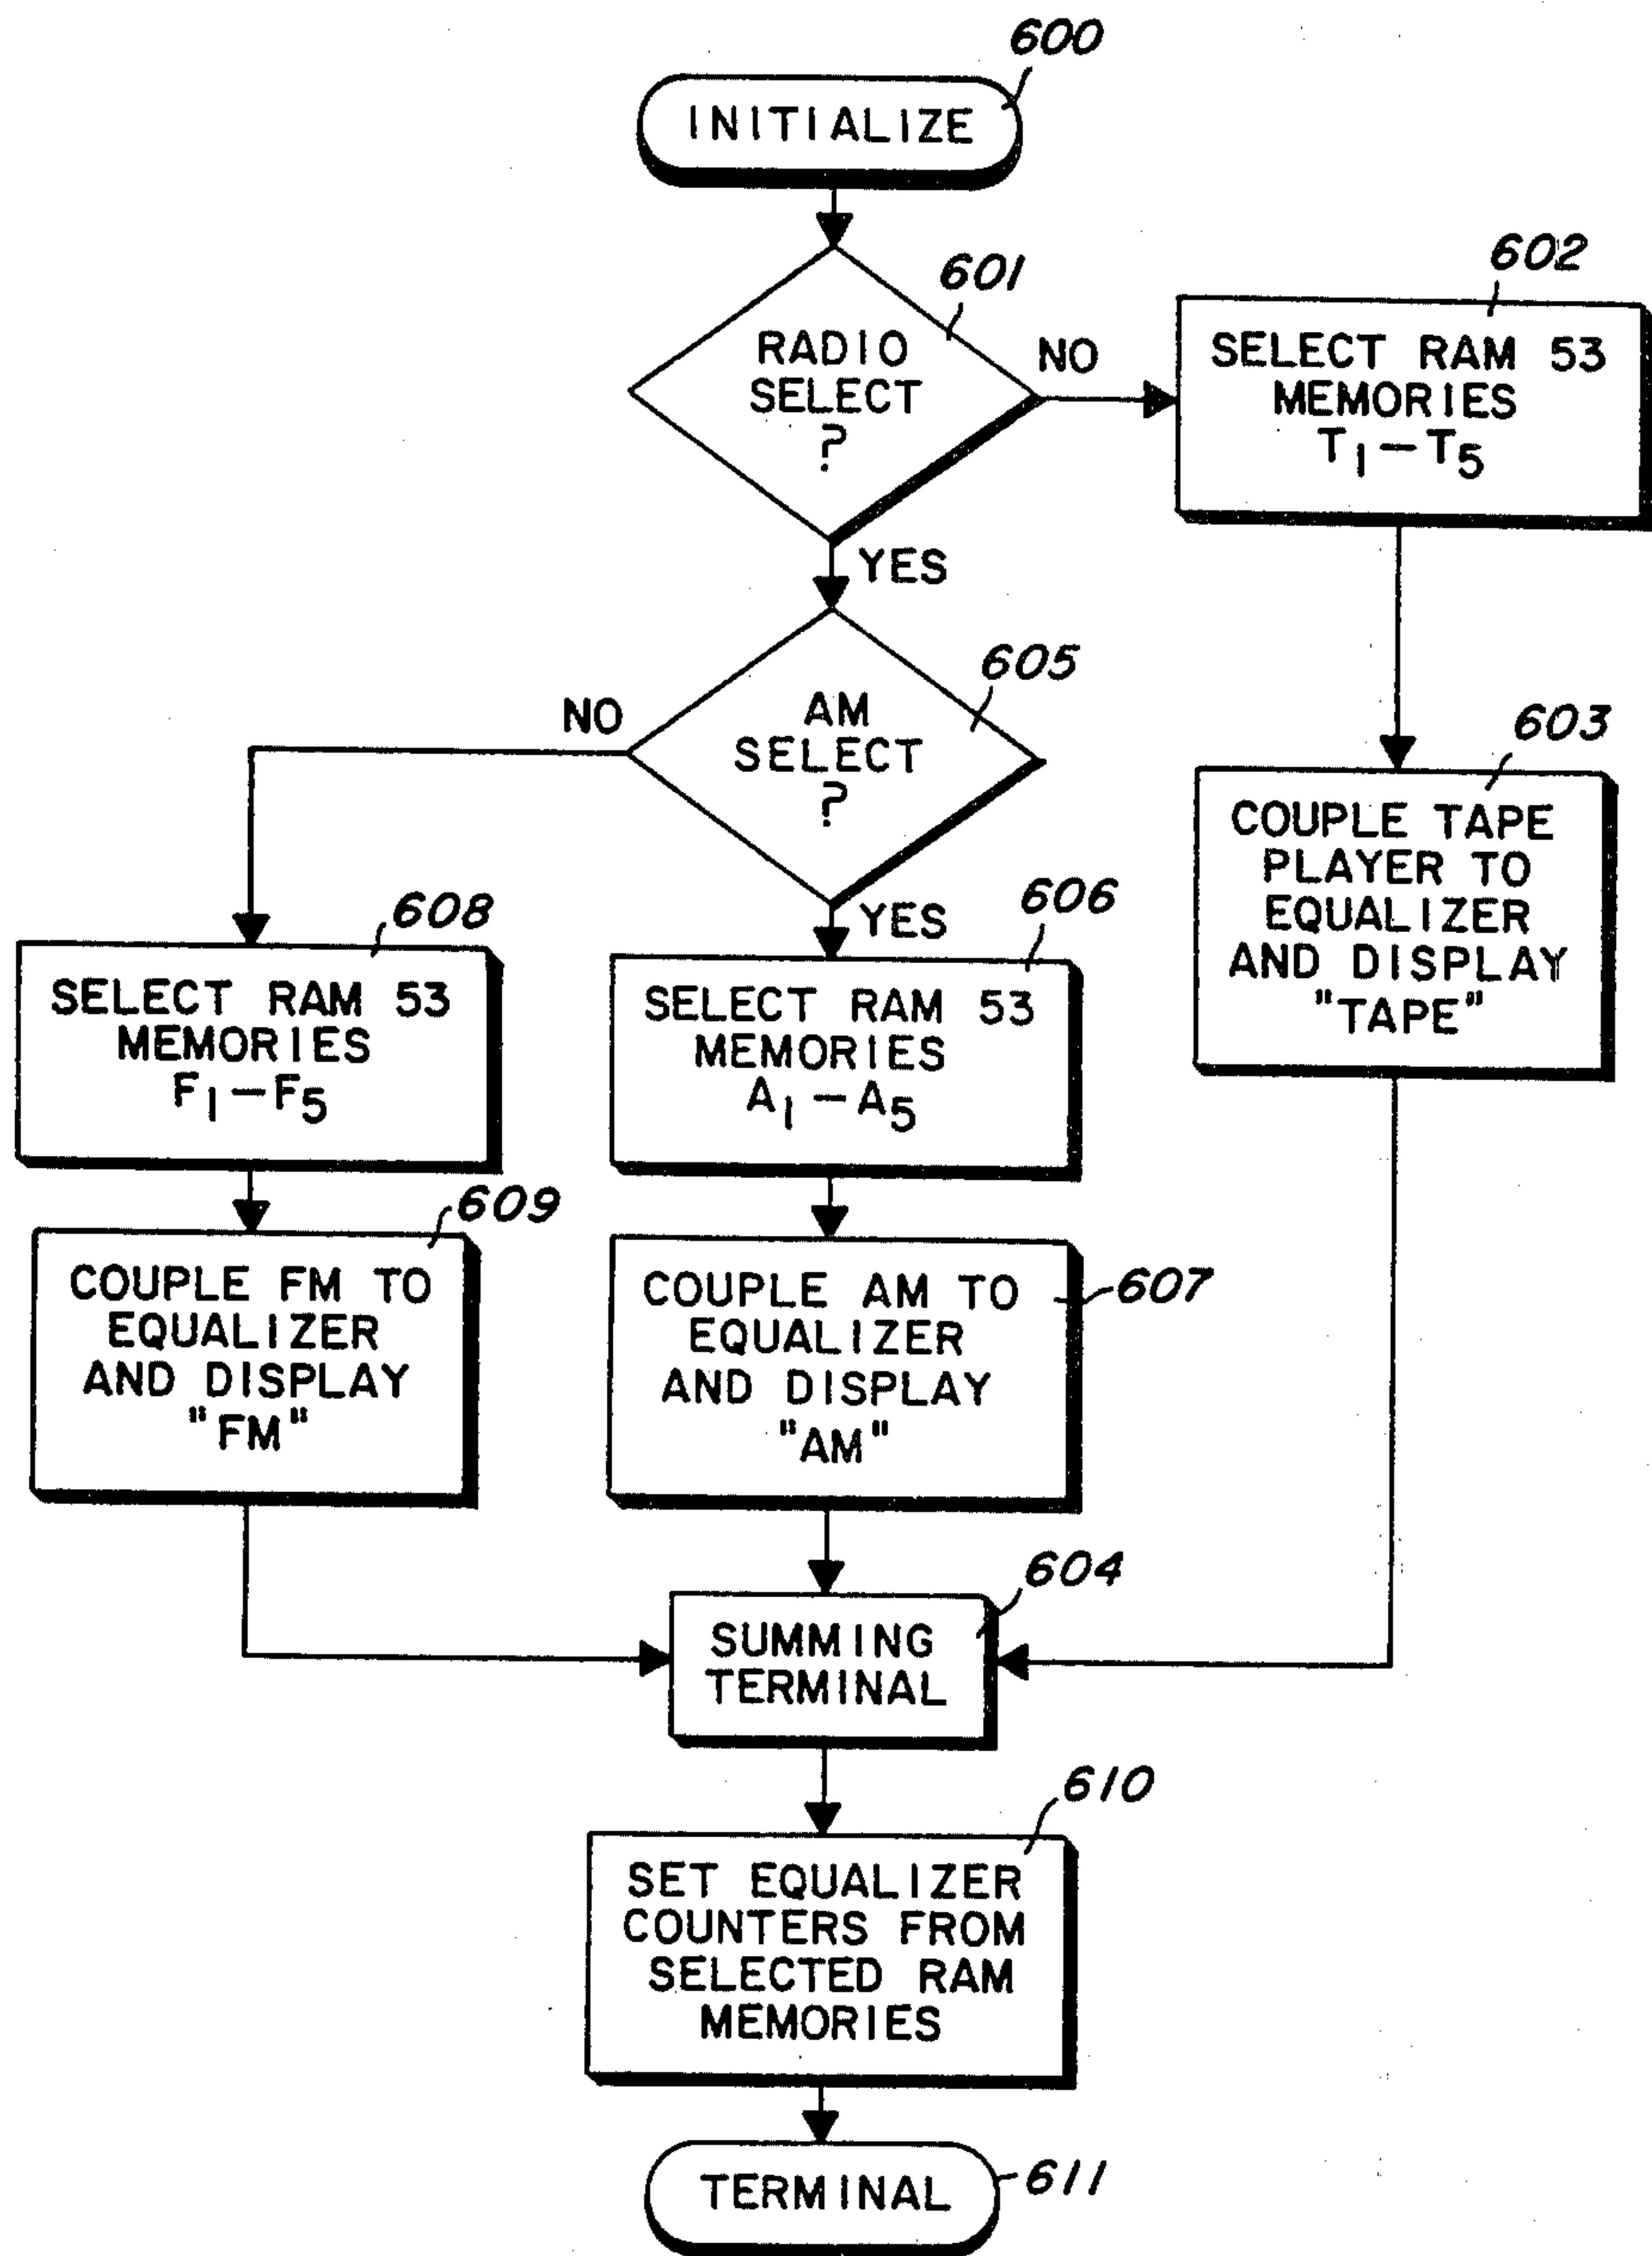 600
INITIALIZE
601
RADIO
SELECT
?
NO
YES
602
SELECT RAM 53
MEMORIES
T1–T5
603
COUPLE TAPE
PLAYER TO
EQUALIZER
AND DISPLAY
"TAPE"
605
AM
SELECT
?
NO
YES
608
SELECT RAM 53
MEMORIES
F1–F5
606
SELECT RAM 53
MEMORIES
A1–A5
609
COUPLE FM TO
EQUALIZER
AND DISPLAY
"FM"
607
COUPLE AM TO
EQUALIZER
AND DISPLAY
"AM"
604
SUMMING
TERMINAL
610
SET EQUALIZER
COUNTERS FROM
SELECTED RAM
MEMORIES
TERMINAL
611